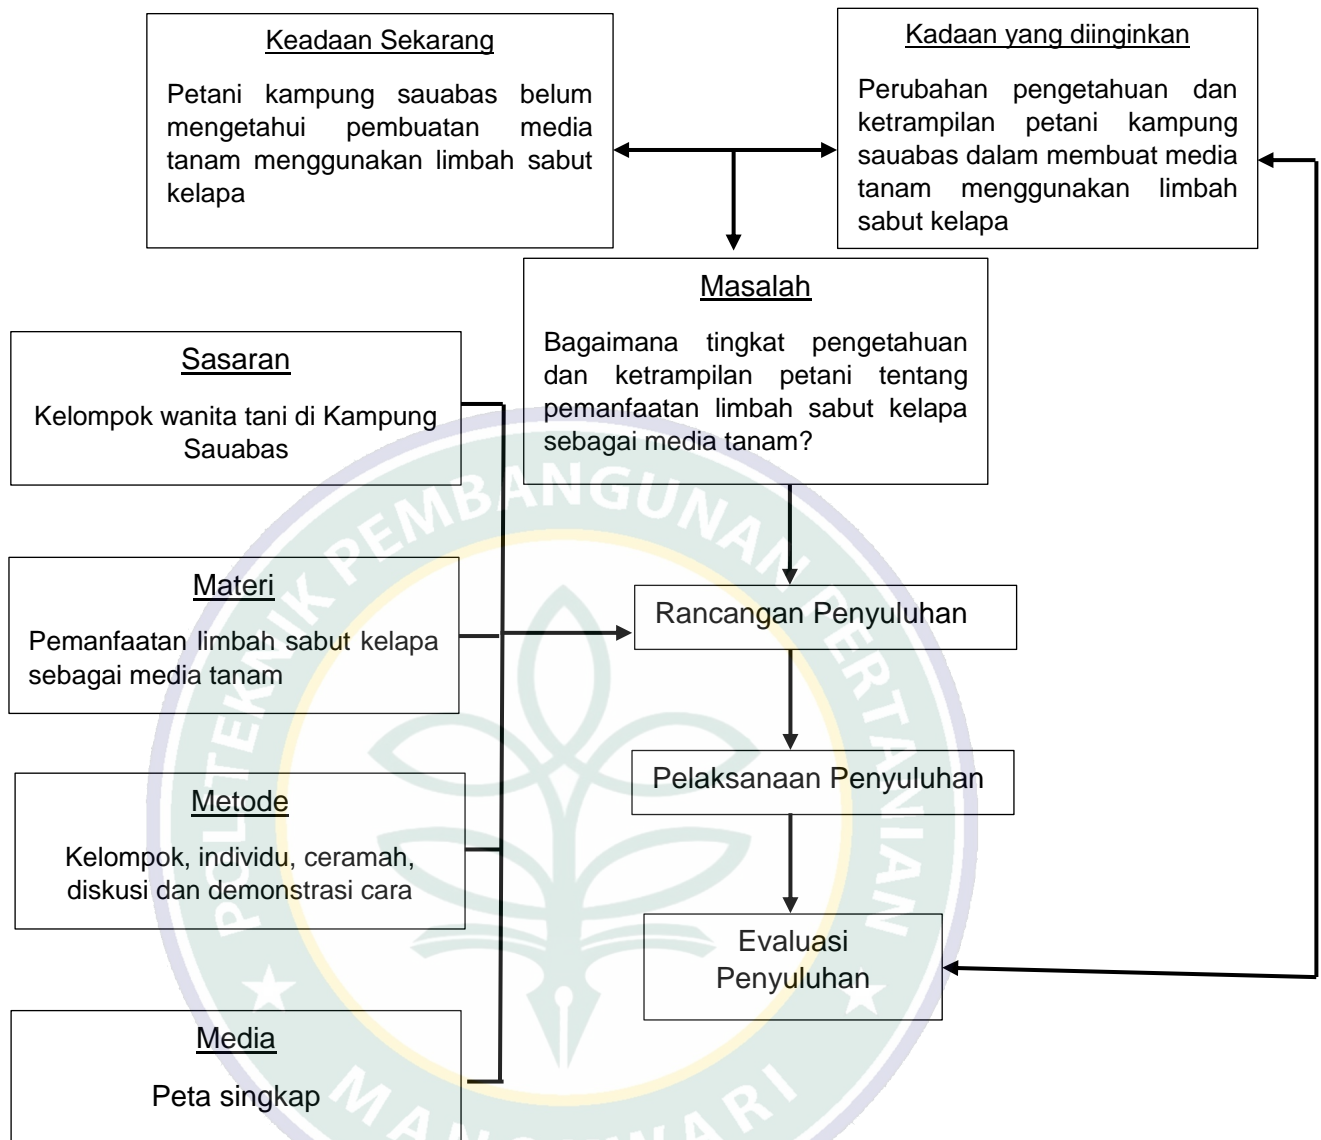 Keadaan Sekarang
Petani kampung sauabas belum
mengetahui pembuatan media
tanam menggunakan limbah sabut
kelapa
Kadaan yang diinginkan
Perubahan pengetahuan dan
ketrampilan petani kampung
sauabas dalam membuat media
tanam menggunakan limbah
sabut kelapa
Masalah
Bagaimana tingkat pengetahuan
dan ketrampilan petani tentang
pemanfaatan limbah sabut kelapa
sebagai media tanam?
Sasaran
Kelompok wanita tani di Kampung
Sauabas
Materi
Pemanfaatan limbah sabut kelapa
sebagai media tanam
Metode
Kelompok, individu, ceramah,
diskusi dan demonstrasi cara
Media
Peta singkap
Rancangan Penyuluhan
Pelaksanaan Penyuluhan
Evaluasi
Penyuluhan
POLITEKNIK PEMBANGUNAN PERTANIAN
MANOKWARI